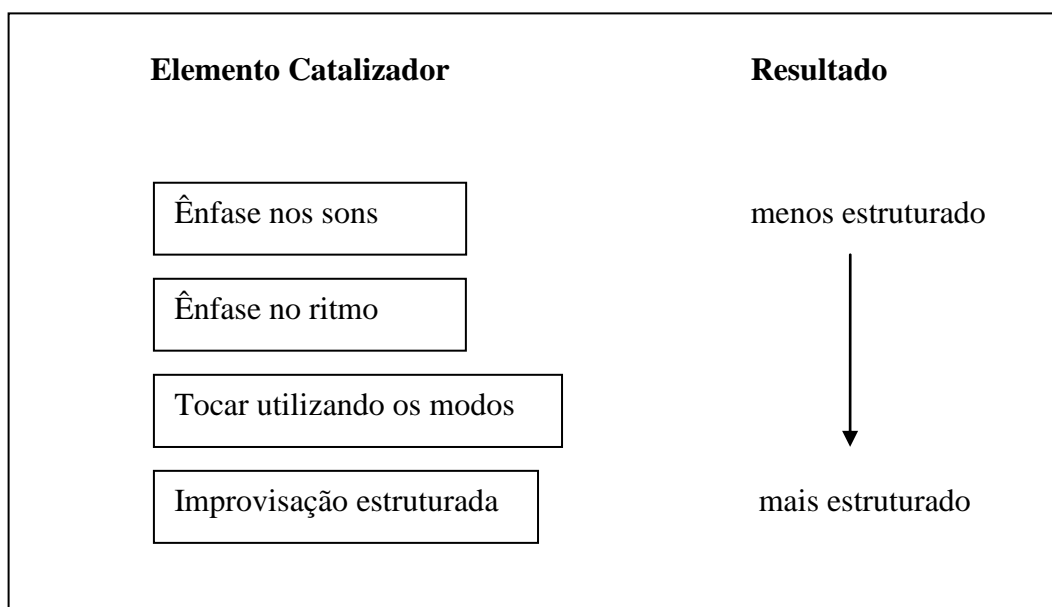 Elemento Catalizador Resultado
Ênfase nos sons menos estruturado
Ênfase no ritmo
Tocar utilizando os modos
Improvisação estruturada mais estruturado